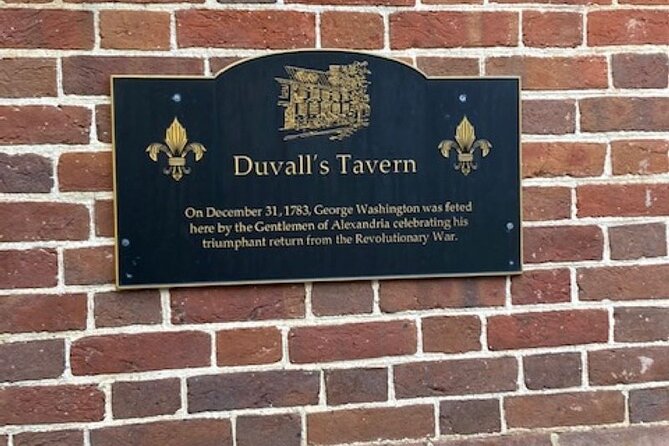 Duvall's Tavern
On December 31, 1783, George Washington was fêted
here by the Gentlemen of Alexandria celebrating his
triumphant return from the Revolutionary War.